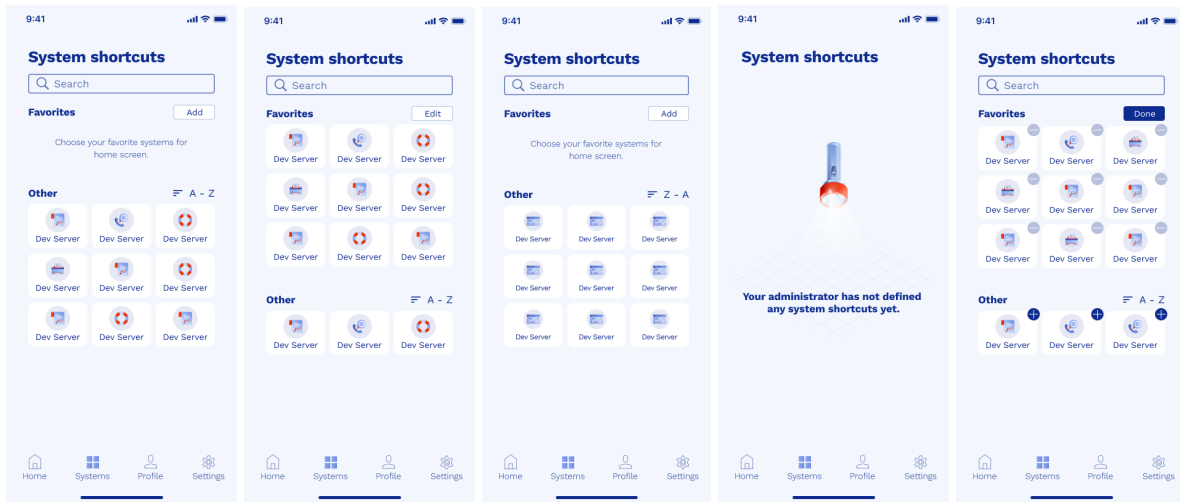 9:41
System shortcuts
Search
Favorites Add
Choose your favorite systems for
home screen.
Other A - Z
Dev Server Dev Server Dev Server
Dev Server Dev Server Dev Server
Dev Server Dev Server Dev Server
Home Systems Profile Settings
9:41
System shortcuts
Search
Favorites Edit
Dev Server Dev Server Dev Server
Dev Server Dev Server Dev Server
Dev Server Dev Server Dev Server
Other A - Z
Dev Server Dev Server Dev Server
Home Systems Profile Settings
9:41
System shortcuts
Search
Favorites Add
Choose your favorite systems for
home screen.
Other Z - A
Dev Server Dev Server Dev Server
Dev Server Dev Server Dev Server
Dev Server Dev Server Dev Server
Home Systems Profile Settings
9:41
System shortcuts
Your administrator has not defined
any system shortcuts yet.
Home Systems Profile Settings
9:41
System shortcuts
Search
Favorites Done
Dev Server Dev Server Dev Server
Dev Server Dev Server Dev Server
Dev Server Dev Server Dev Server
Other A - Z
Dev Server Dev Server Dev Server
Home Systems Profile Settings